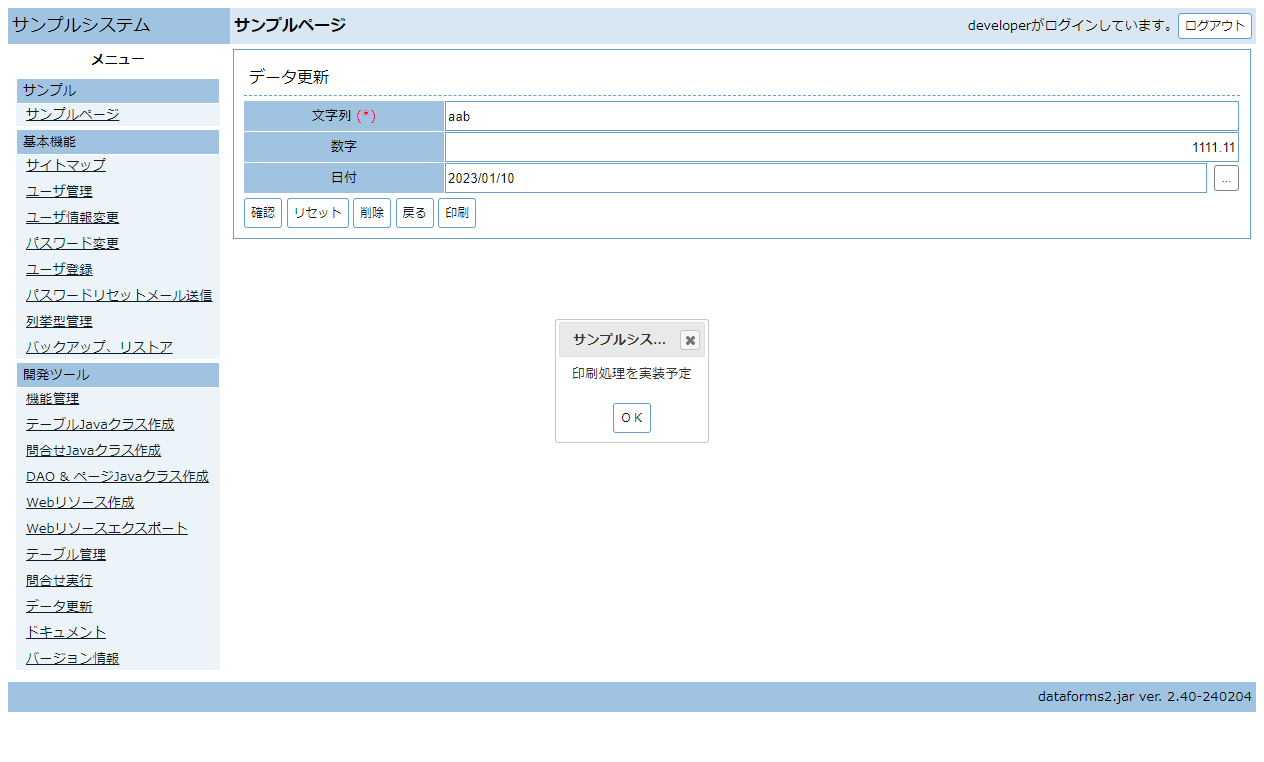 サンプルシステム
サンプルページ
developerがログインしています。 ログアウト
メニュー
サンプル
サンプルページ
基本機能
サイトマップ
ユーザ管理
ユーザ情報変更
パスワード変更
ユーザ登録
パスワードリセットメール送信
列挙型管理
バックアップ、リストア
開発ツール
機能管理
テーブルJavaクラス作成
問合せJavaクラス作成
DAO & ページJavaクラス作成
Webリソース作成
Webリソースエクスポート
テーブル管理
問合せ実行
データ更新
ドキュメント
バージョン情報
データ更新
文字列 (*) aab
数字 1111.11
日付 2023/01/10 ...
確認 リセット 削除 戻る 印刷
サンプルシス...
印刷処理を実装予定
ＯＫ
dataforms2.jar ver. 2.40-240204